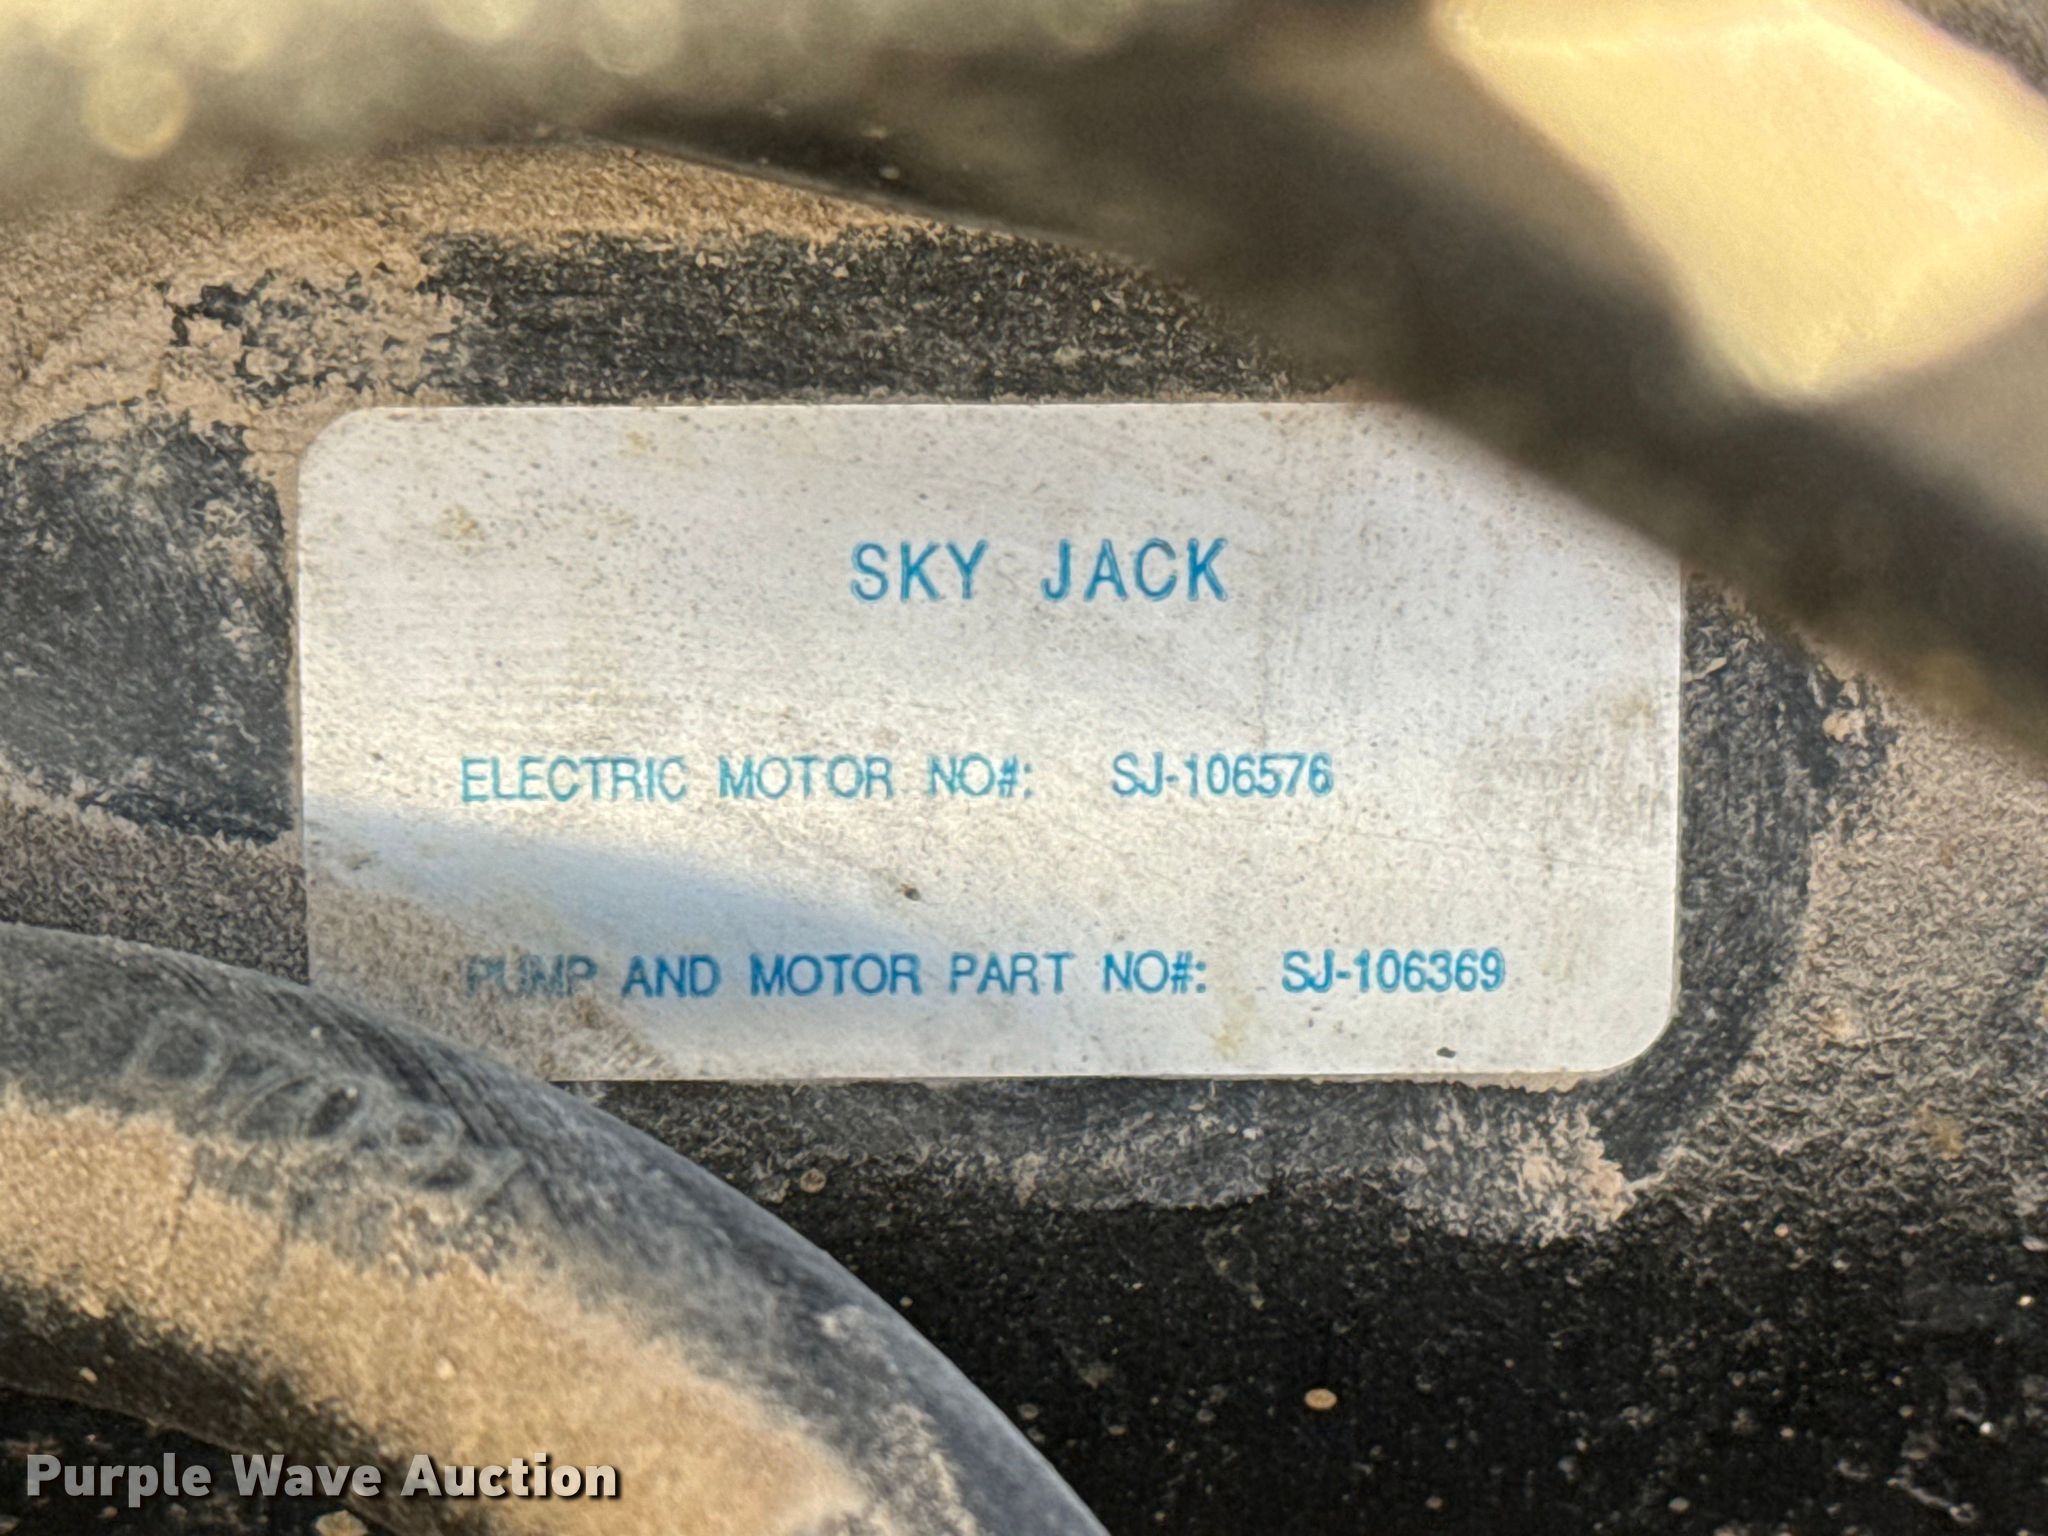 SKY JACK
ELECTRIC MOTOR NO#: SJ-106576
PUMP AND MOTOR PART NO#: SJ-106369
Purple Wave Auction